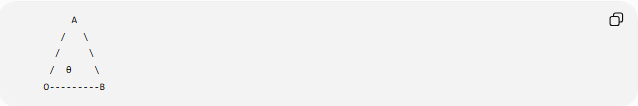 A
/ \
/ \
/ θ \
O---------B